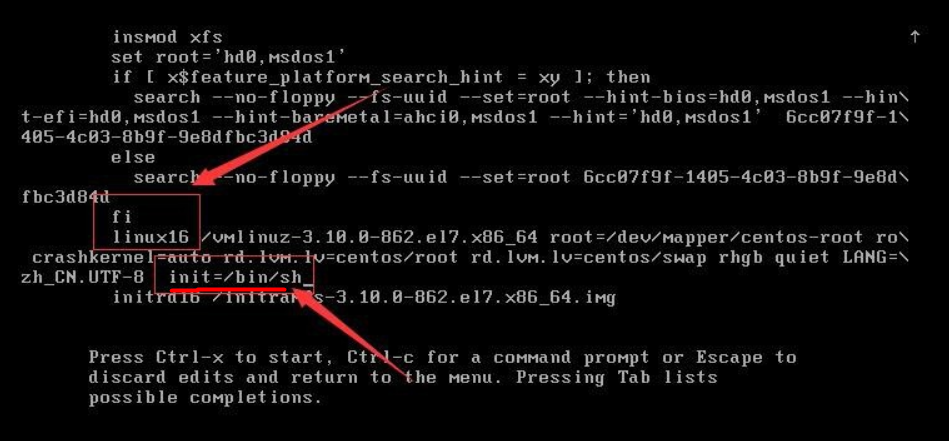 insmod xfs
set root='hd0,msdos1'
if [ x$feature_platform_search_hint = xy ]; then
search --no-floppy --fs-uuid --set=root --hint-bios=hd0,msdos1 --hin\
t-efi=hd0,msdos1 --hint-baremetal=ahci0,msdos1 --hint='hd0,msdos1'  6cc07f9f-1\
405-4c03-8b9f-9e8dfbc3d84d
else
search --no-floppy --fs-uuid --set=root 6cc07f9f-1405-4c03-8b9f-9e8d\
fbc3d84d
fi
linux16 /vmlinuz-3.10.0-862.el7.x86_64 root=/dev/mapper/centos-root ro\
crashkernel=auto rd.lvm.lv=centos/root rd.lvm.lv=centos/swap rhgb quiet LANG=\
zh_CN.UTF-8  init=/bin/sh_
initrd16 /initramfs-3.10.0-862.el7.x86_64.img
Press Ctrl-x to start, Ctrl-c for a command prompt or Escape to
discard edits and return to the menu. Pressing Tab lists
possible completions.